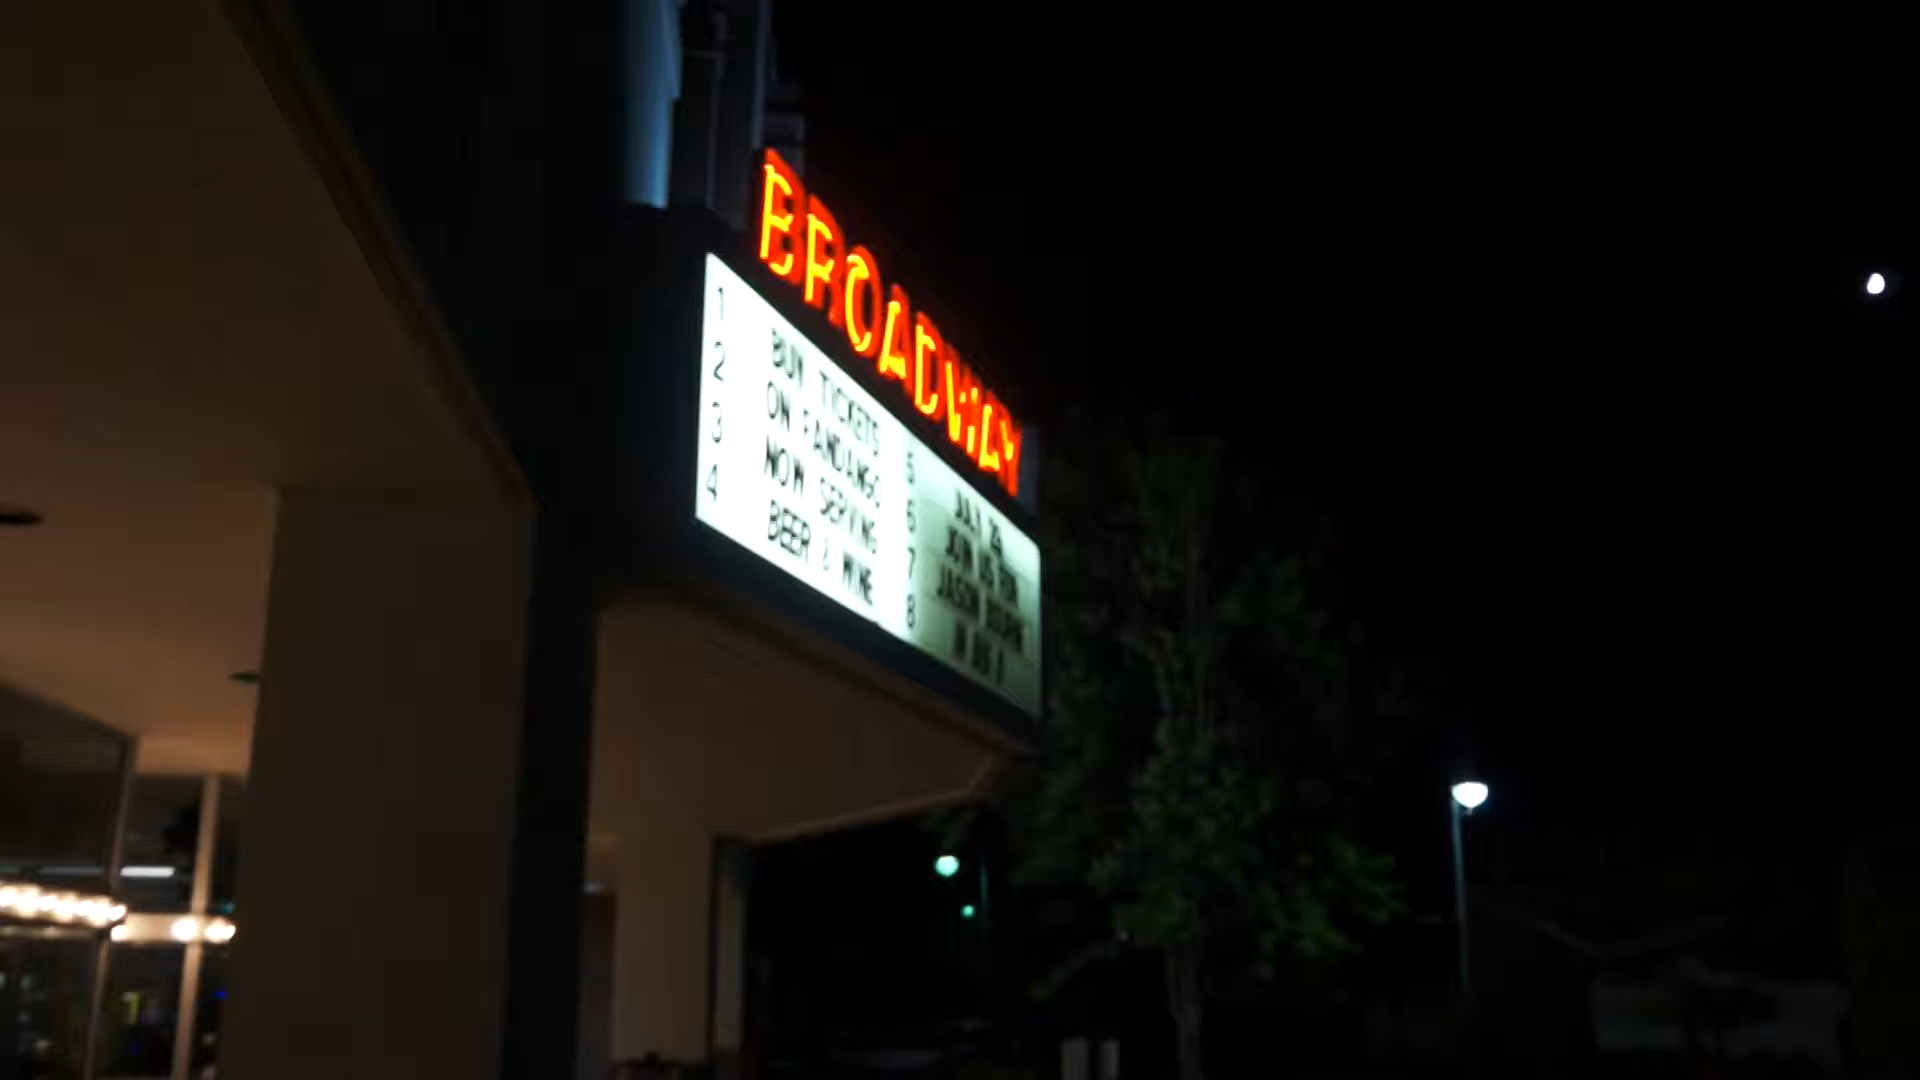 BROADWAY
1 BUY TICKETS
2 ON FANDANGO
3 NOW SERVING
4 BEER & WINE
5 JULY
6 JOIN US FOR
7 JASON BOURNE
8